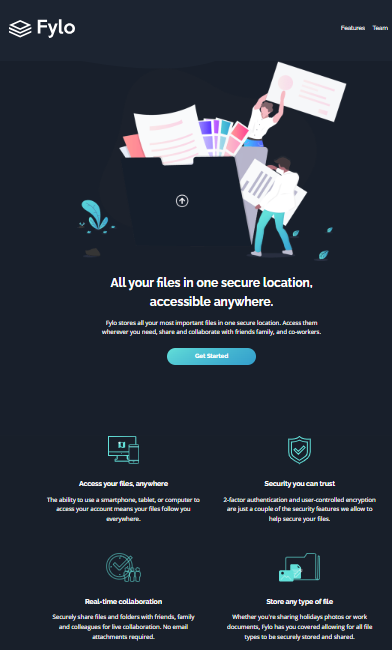 Fylo
Features Team
All your files in one secure location,
accessible anywhere.
Fylo stores all your most important files in one secure location. Access them
wherever you need, share and collaborate with friends family, and co-workers.
Get Started
Access your files, anywhere
The ability to use a smartphone, tablet, or computer to
access your account means your files follow you
everywhere.
Security you can trust
2-factor authentication and user-controlled encryption
are just a couple of the security features we allow to
help secure your files.
Real-time collaboration
Securely share files and folders with friends, family
and colleagues for live collaboration. No email
attachments required.
Store any type of file
Whether you're sharing holidays photos or work
documents, Fylo has you covered allowing for all file
types to be securely stored and shared.